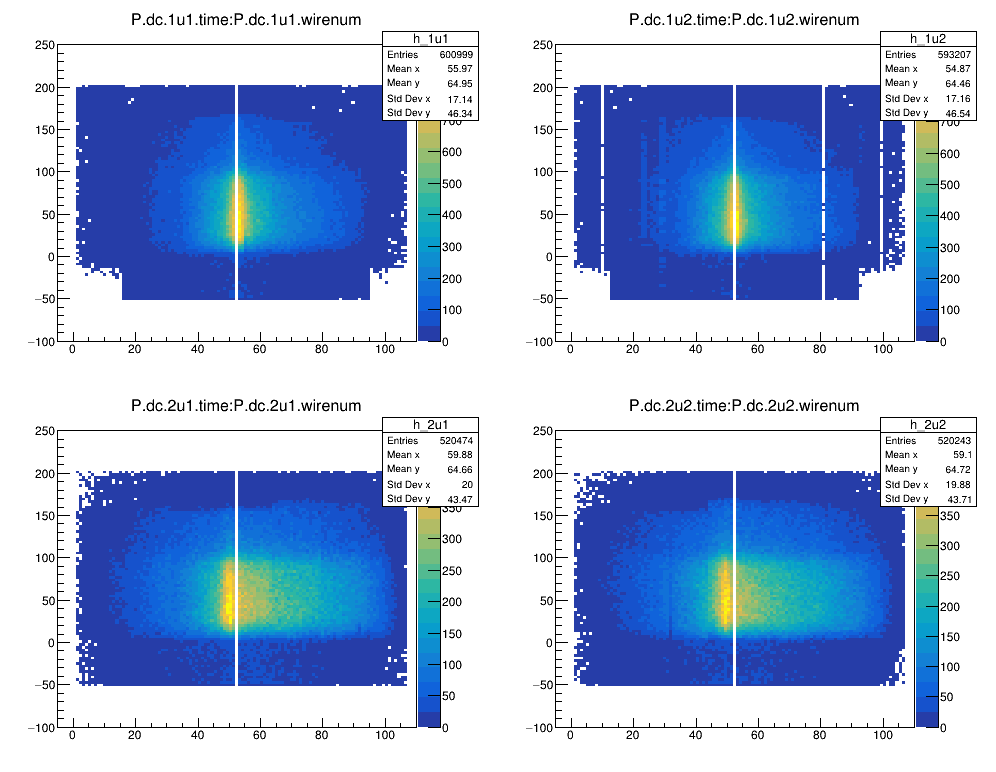 P.dc.1u1.time:P.dc.1u1.wirenum
h_1u1
Entries 600999
Mean x 55.97
Mean y 64.95
Std Dev x 17.14
Std Dev y 46.34
250
200
150
100
50
0
−50
−100
0 20 40 60 80 100
700
600
500
400
300
200
100
0
P.dc.1u2.time:P.dc.1u2.wirenum
h_1u2
Entries 593207
Mean x 54.87
Mean y 64.46
Std Dev x 17.16
Std Dev y 46.54
250
200
150
100
50
0
−50
−100
0 20 40 60 80 100
700
600
500
400
300
200
100
0
P.dc.2u1.time:P.dc.2u1.wirenum
h_2u1
Entries 520474
Mean x 59.88
Mean y 64.66
Std Dev x 20
Std Dev y 43.47
250
200
150
100
50
0
−50
−100
0 20 40 60 80 100
350
300
250
200
150
100
50
0
P.dc.2u2.time:P.dc.2u2.wirenum
h_2u2
Entries 520243
Mean x 59.1
Mean y 64.72
Std Dev x 19.88
Std Dev y 43.71
250
200
150
100
50
0
−50
−100
0 20 40 60 80 100
350
300
250
200
150
100
50
0